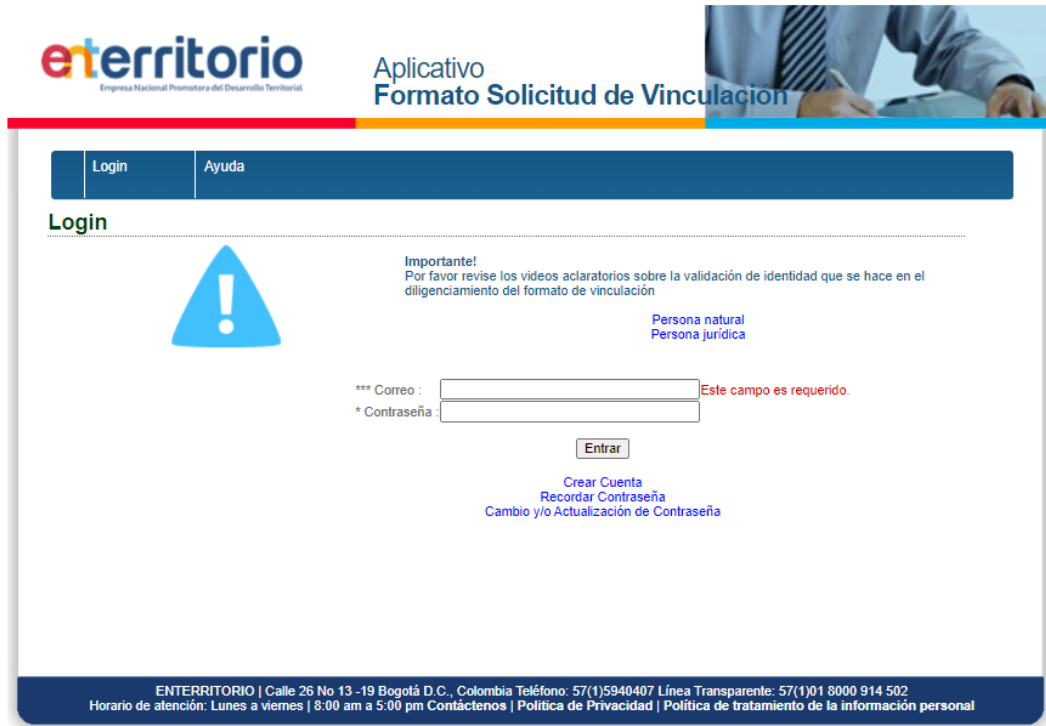 enterritorio
Empresa Nacional Promotora del Desarrollo Territorial
Aplicativo
Formato Solicitud de Vinculación
Login
Ayuda
Login
Importante!
Por favor revise los videos aclaratorios sobre la validación de identidad que se hace en el
diligenciamiento del formato de vinculación
Persona natural
Persona jurídica
*** Correo :
Este campo es requerido.
* Contraseña :
Entrar
Crear Cuenta
Recordar Contraseña
Cambio y/o Actualización de Contraseña
ENTERRITORIO | Calle 26 No 13 -19 Bogotá D.C., Colombia Teléfono: 57(1)5940407 Línea Transparente: 57(1)01 8000 914 502
Horario de atención: Lunes a viernes | 8:00 am a 5:00 pm Contáctenos | Politica de Privacidad | Política de tratamiento de la información personal